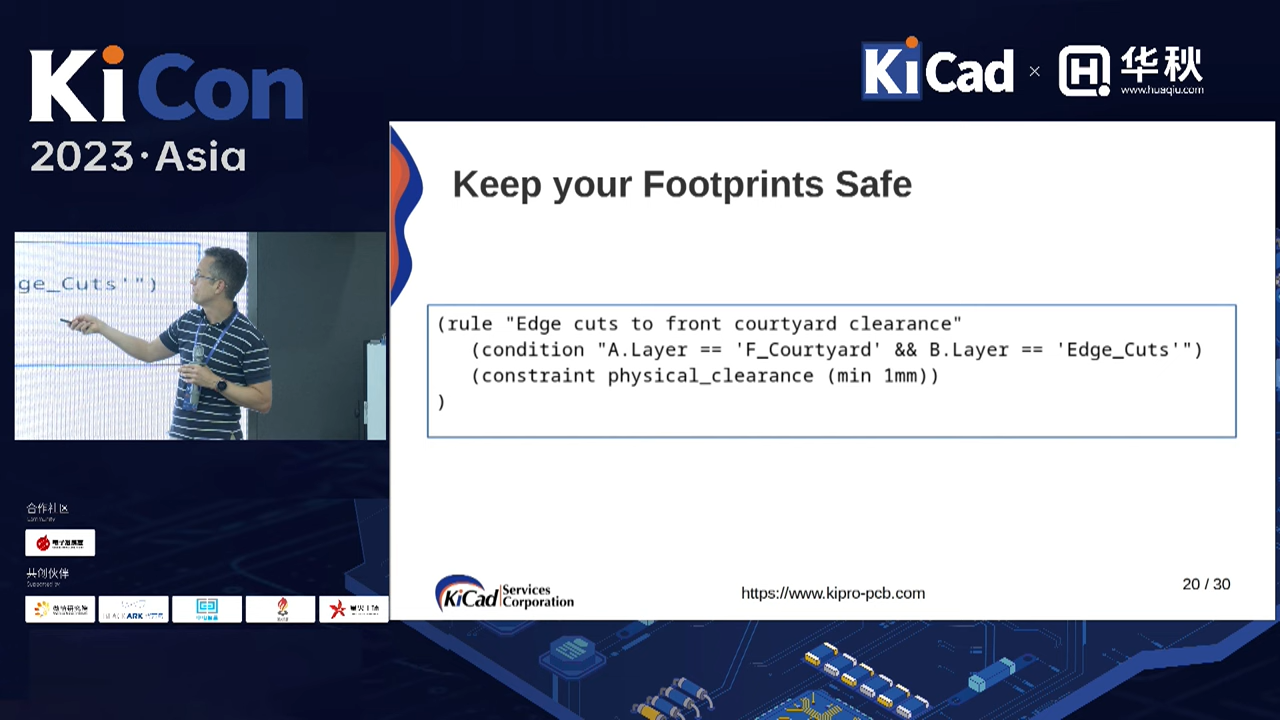 KiCon
2023·Asia
KiCad × H 华秋
www.huaqiu.com
Keep your Footprints Safe
ge_Cuts'")
(rule "Edge cuts to front courtyard clearance"
(condition "A.Layer == 'F_Courtyard' && B.Layer == 'Edge_Cuts'")
(constraint physical_clearance (min 1mm))
)
合作社区
Community
共创伙伴
Supported by
KiCad Services
Corporation
https://www.kipro-pcb.com
20 / 30